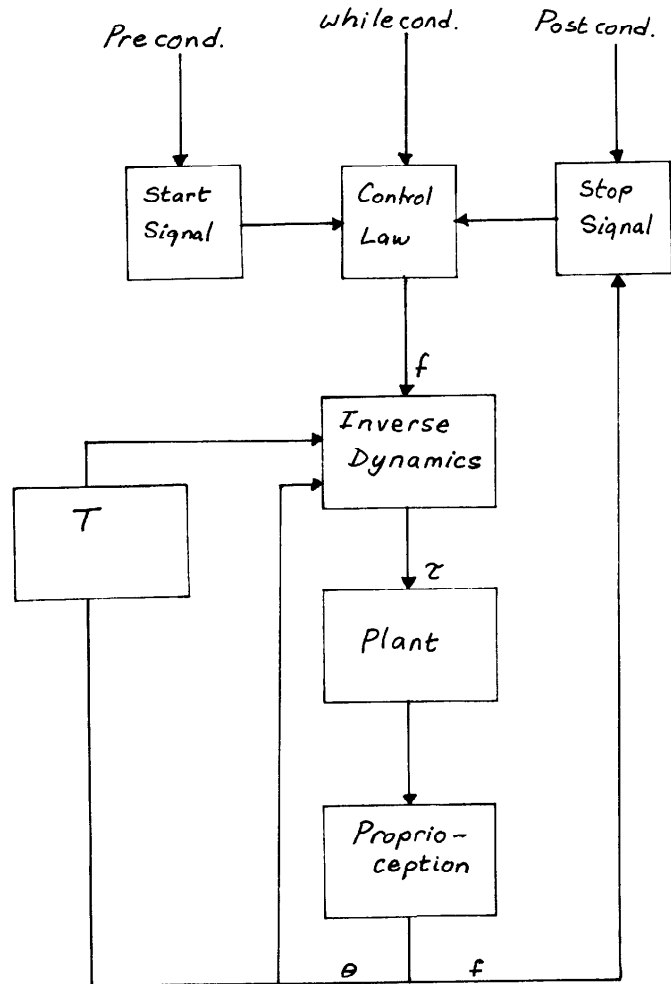 Pre cond.
while cond.
Post cond.
Start
Signal
Control
Law
Stop
Signal
f
Inverse
Dynamics
T
τ
Plant
Proprio-
ception
θ
f